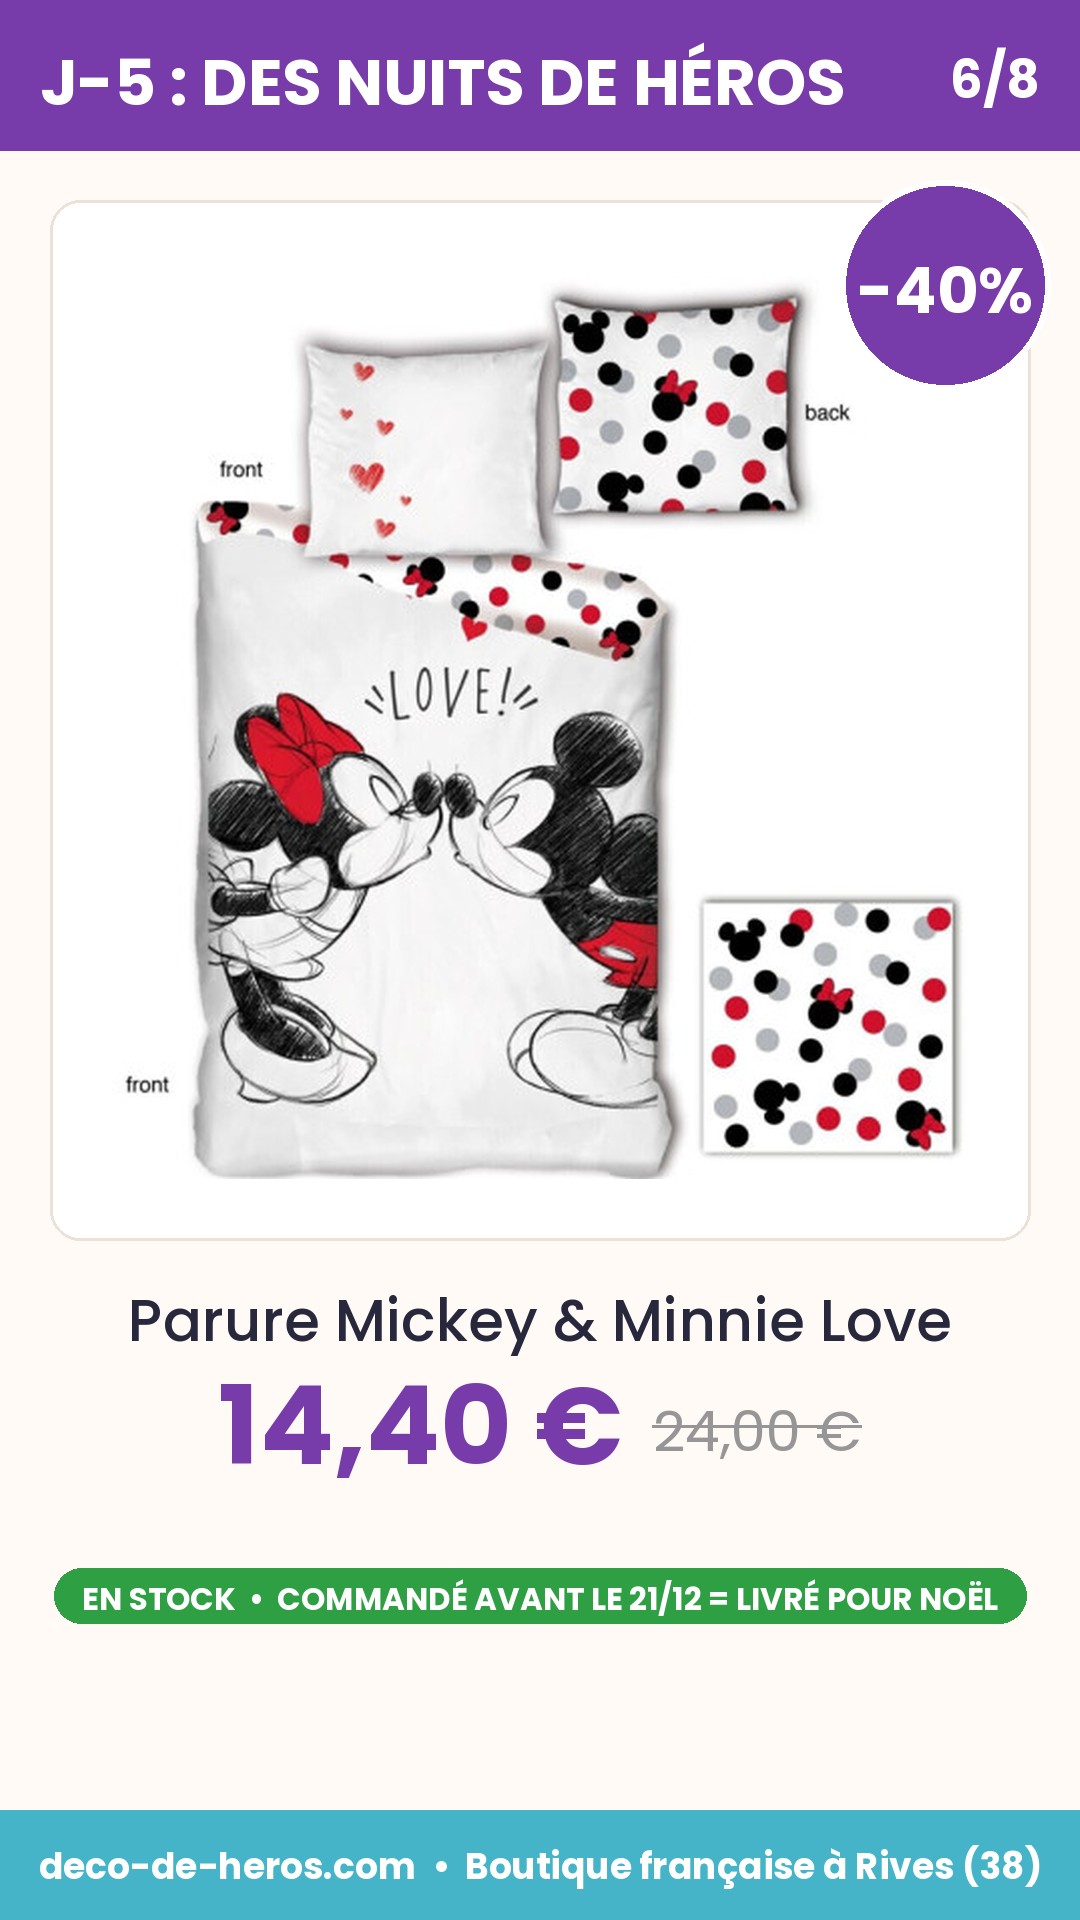 J-5 : DES NUITS DE HÉROS 6/8
-40%
back
front
LOVE!
front
Parure Mickey & Minnie Love
14,40 € 24,00 €
EN STOCK • COMMANDÉ AVANT LE 21/12 = LIVRÉ POUR NOËL
deco-de-heros.com • Boutique française à Rives (38)